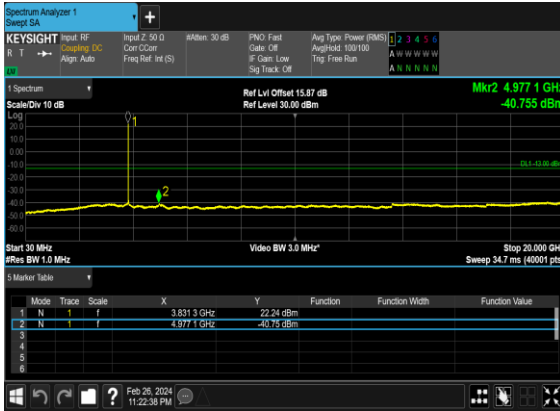 Spectrum Analyzer 1
Swept SA
+
KEYSIGHT Input: RF Input Z: 50 Ω #Atten: 30 dB PNO: Fast Avg Type: Power (RMS) 1 2 3 4 5 6
R T Coupling: DC Corr CCorr Gate: Off Avg|Hold: 100/100 A W W W W W
Align: Auto Freq Ref: Int (S) IF Gain: Low Trig: Free Run
Sig Track: Off A N N N N N
1 Spectrum Ref Lvl Offset 15.87 dB Mkr2 4.977 1 GHz
Scale/Div 10 dB Ref Level 30.00 dBm -40.755 dBm
Log
20.0
10.0
0.00
-10.0
DL1 -13.00 dBm
-20.0
-30.0
-40.0
-50.0
-60.0
1
2
Start 30 MHz Video BW 3.0 MHz* Stop 20.000 GH
#Res BW 1.0 MHz Sweep 34.7 ms (40001 pts
5 Marker Table
Mode Trace Scale X Y Function Function Width Function Value
1 N 1 f 3.831 3 GHz 22.24 dBm
2 N 1 f 4.977 1 GHz -40.75 dBm
3
4
5
6
? Feb 26, 2024
11:22:38 PM